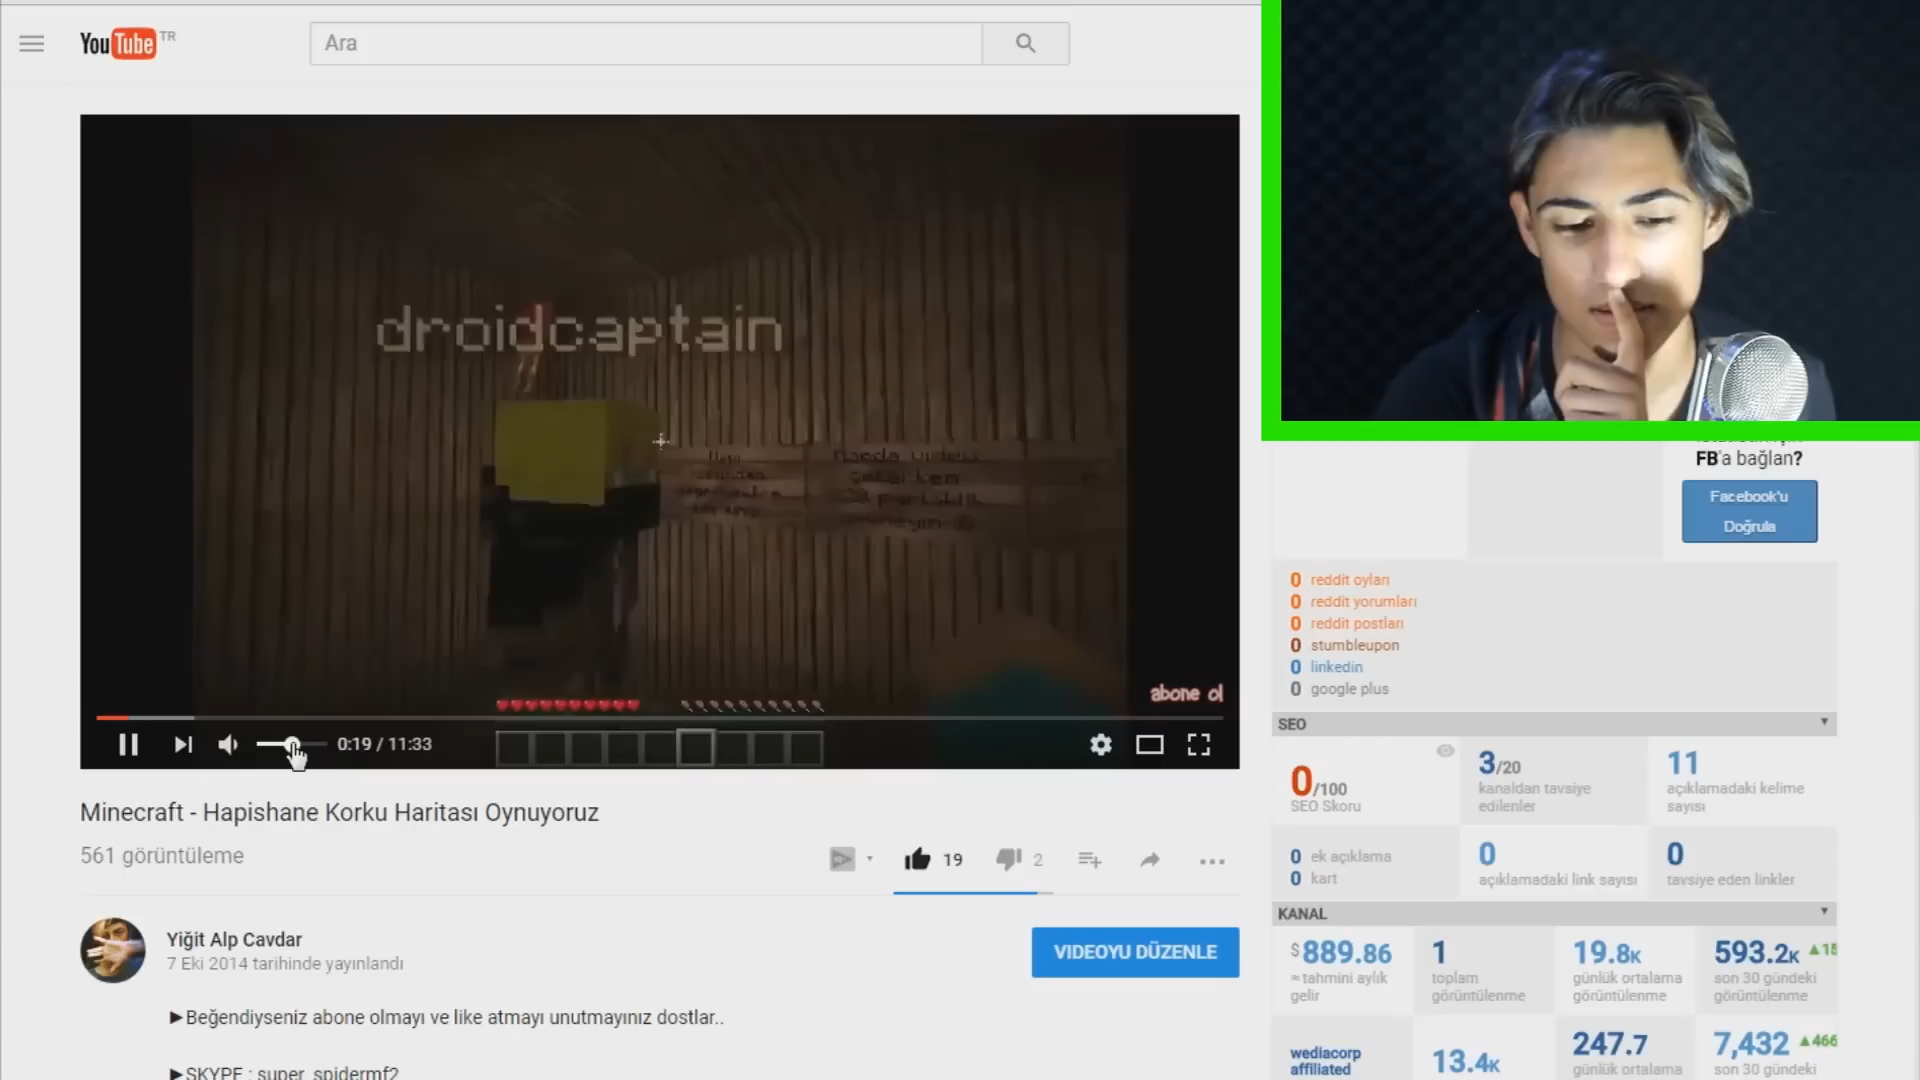 YouTube TR
Ara
droidcaptain
abone ol
0:19 / 11:33
Minecraft - Hapishane Korku Haritası Oynuyoruz
561 görüntüleme
19
2
Yiğit Alp Cavdar
7 Eki 2014 tarihinde yayınlandı
VIDEOYU DÜZENLE
►Beğendiyseniz abone olmayı ve like atmayı unutmayınız dostlar..
►SKYPE : super_spidermf2
FB'a bağlan?
Facebook'u
Doğrula
0 reddit oyları
0 reddit yorumları
0 reddit postları
0 stumbleupon
0 linkedin
0 google plus
SEO
0/100
SEO Skoru
3/20
kanaldan tavsiye
edilenler
11
açıklamadaki kelime
sayısı
0 ek açıklama
0 kart
0
açıklamadaki link sayısı
0
tavsiye eden linkler
KANAL
$889.86
≈ tahmini aylık
gelir
1
toplam
görüntülenme
19.8K
günlük ortalama
görüntülenme
593.2K
son 30 gündeki
görüntülenme
wediacorp
affiliated
13.4K
247.7
günlük ortalama
7,432 ▲466
son 30 gündeki